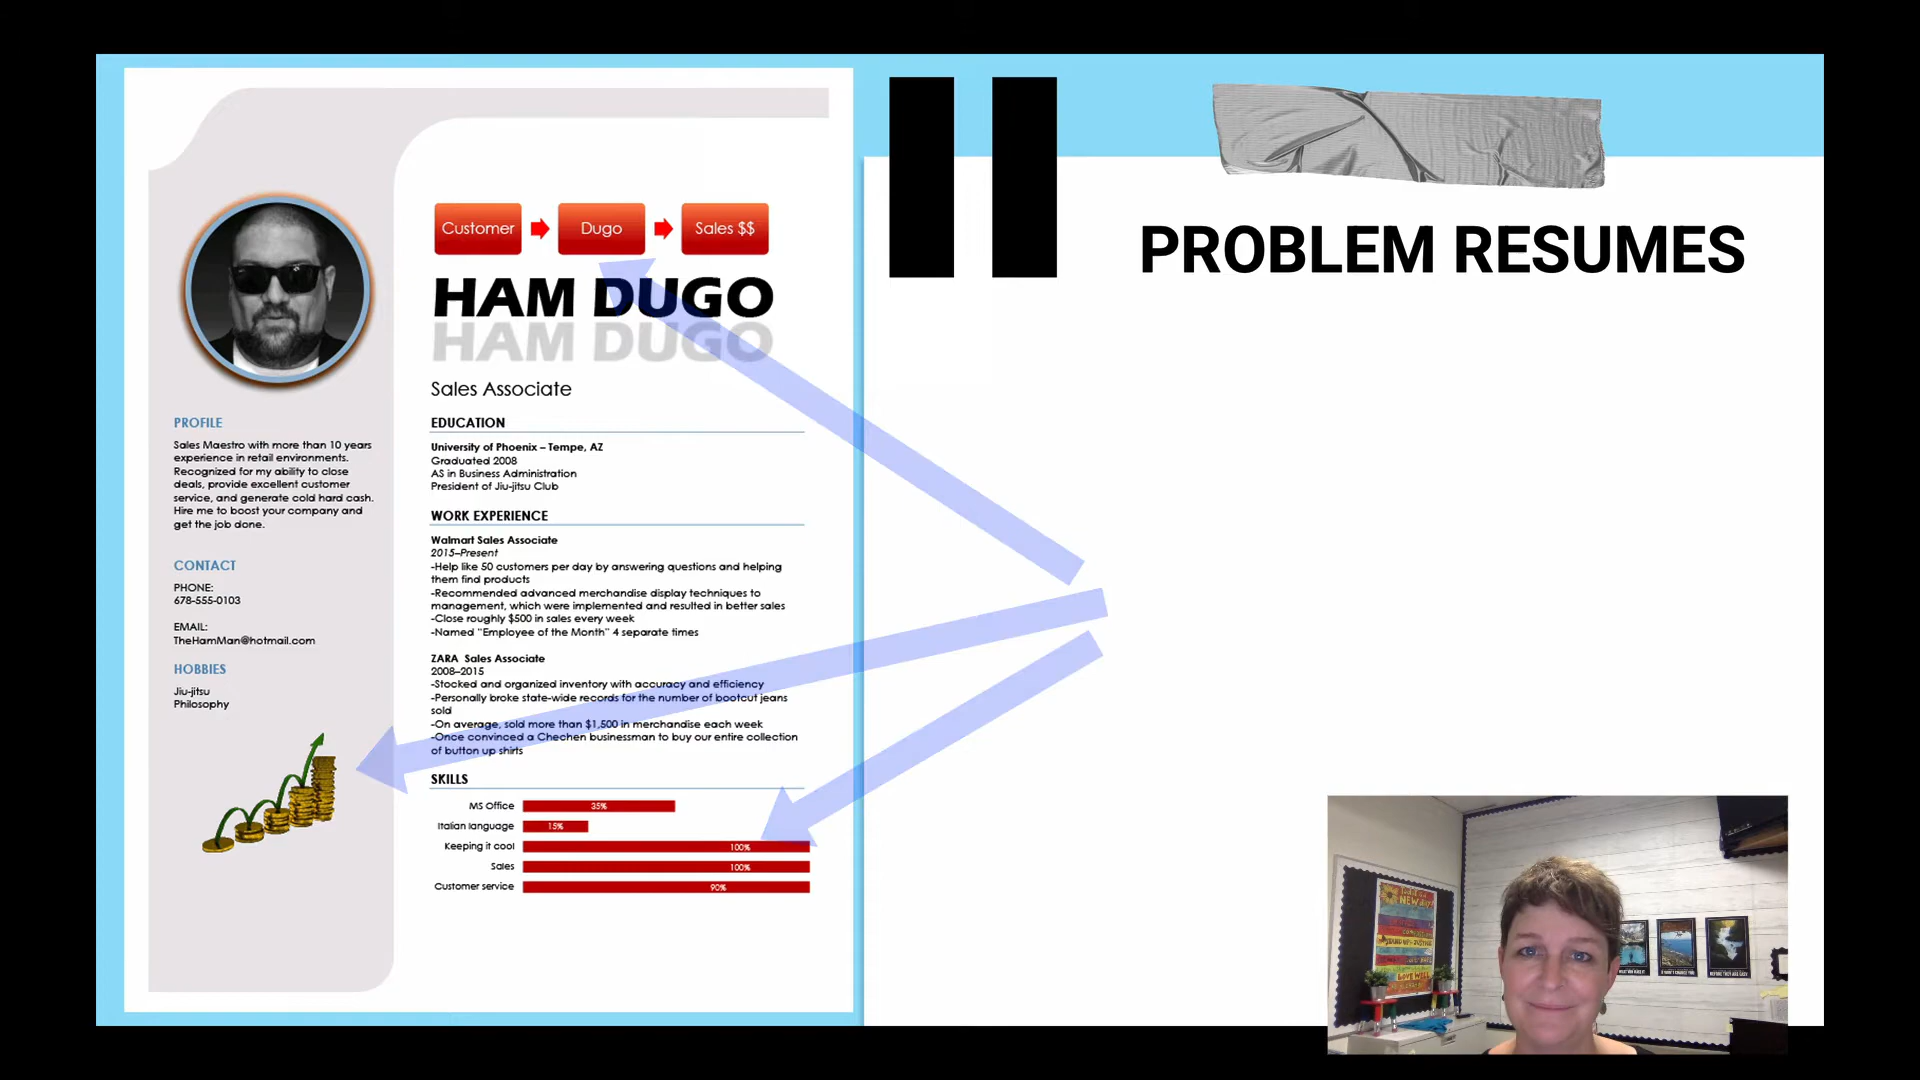 Customer
Dugo
Sales $$
HAM DUGO
HAM DUGO
Sales Associate
PROFILE
Sales Maestro with more than 10 years
experience in retail environments.
Recognized for my ability to close
deals, provide excellent customer
service, and generate cold hard cash.
Hire me to boost your company and
get the job done.
CONTACT
PHONE:
678-555-0103
EMAIL:
TheHamMan@hotmail.com
HOBBIES
Jiu-jitsu
Philosophy
EDUCATION
University of Phoenix – Tempe, AZ
Graduated 2008
AS in Business Administration
President of Jiu-jitsu Club
WORK EXPERIENCE
Walmart Sales Associate
2015–Present
-Help like 50 customers per day by answering questions and helping
them find products
-Recommended advanced merchandise display techniques to
management, which were implemented and resulted in better sales
-Close roughly $500 in sales every week
-Named "Employee of the Month" 4 separate times
ZARA  Sales Associate
2008–2015
-Stocked and organized inventory with accuracy and efficiency
-Personally broke state-wide records for the number of bootcut jeans
sold
-On average, sold more than $1,500 in merchandise each week
-Once convinced a Chechen businessman to buy our entire collection
of button up shirts
SKILLS
MS Office 35%
Italian language 15%
Keeping it cool 100%
Sales 100%
Customer service 90%
PROBLEM RESUMES
NEW
LOVE WELL